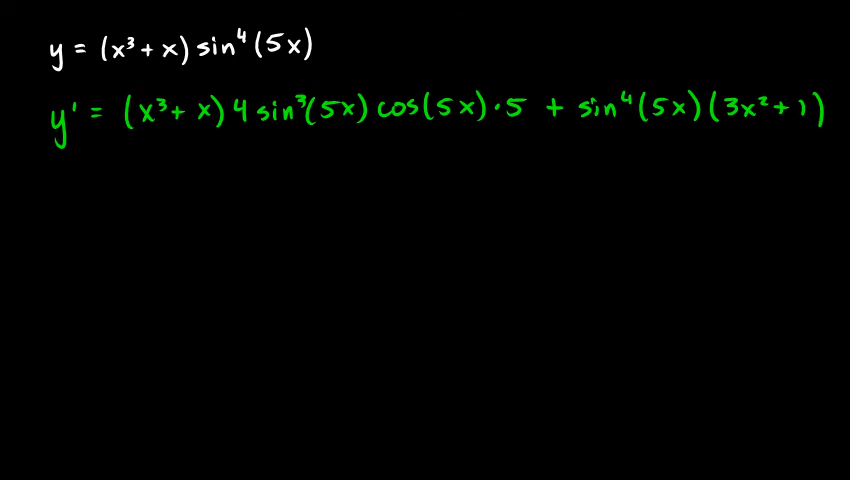 y = (x³ + x) sin⁴ (5x)
y' = (x³ + x) 4 sin³(5x) cos(5x) · 5 + sin⁴ (5x) (3x² + 1)